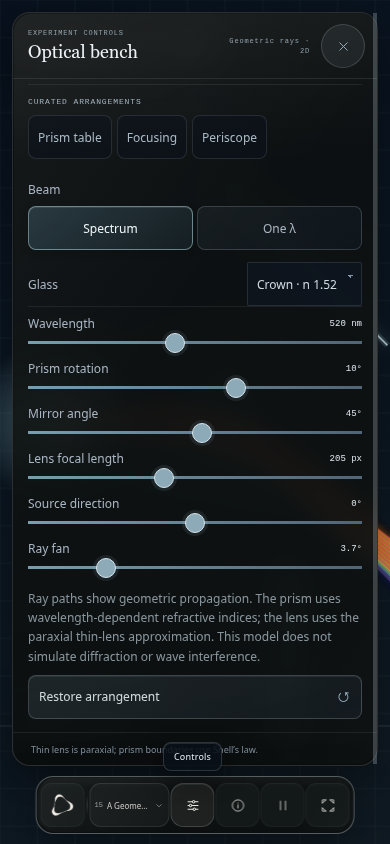 EXPERIMENT CONTROLS
Optical bench
Geometric rays ·
2D
CURATED ARRANGEMENTS
Prism table
Focusing
Periscope
Beam
Spectrum
One λ
Glass
Crown · n 1.52
Wavelength
520 nm
Prism rotation
10°
Mirror angle
45°
Lens focal length
205 px
Source direction
0°
Ray fan
3.7°
Ray paths show geometric propagation. The prism uses
wavelength-dependent refractive indices; the lens uses the
paraxial thin-lens approximation. This model does not
simulate diffraction or wave interference.
Restore arrangement
Thin lens is paraxial; prism law.
Controls
15 A Geome...